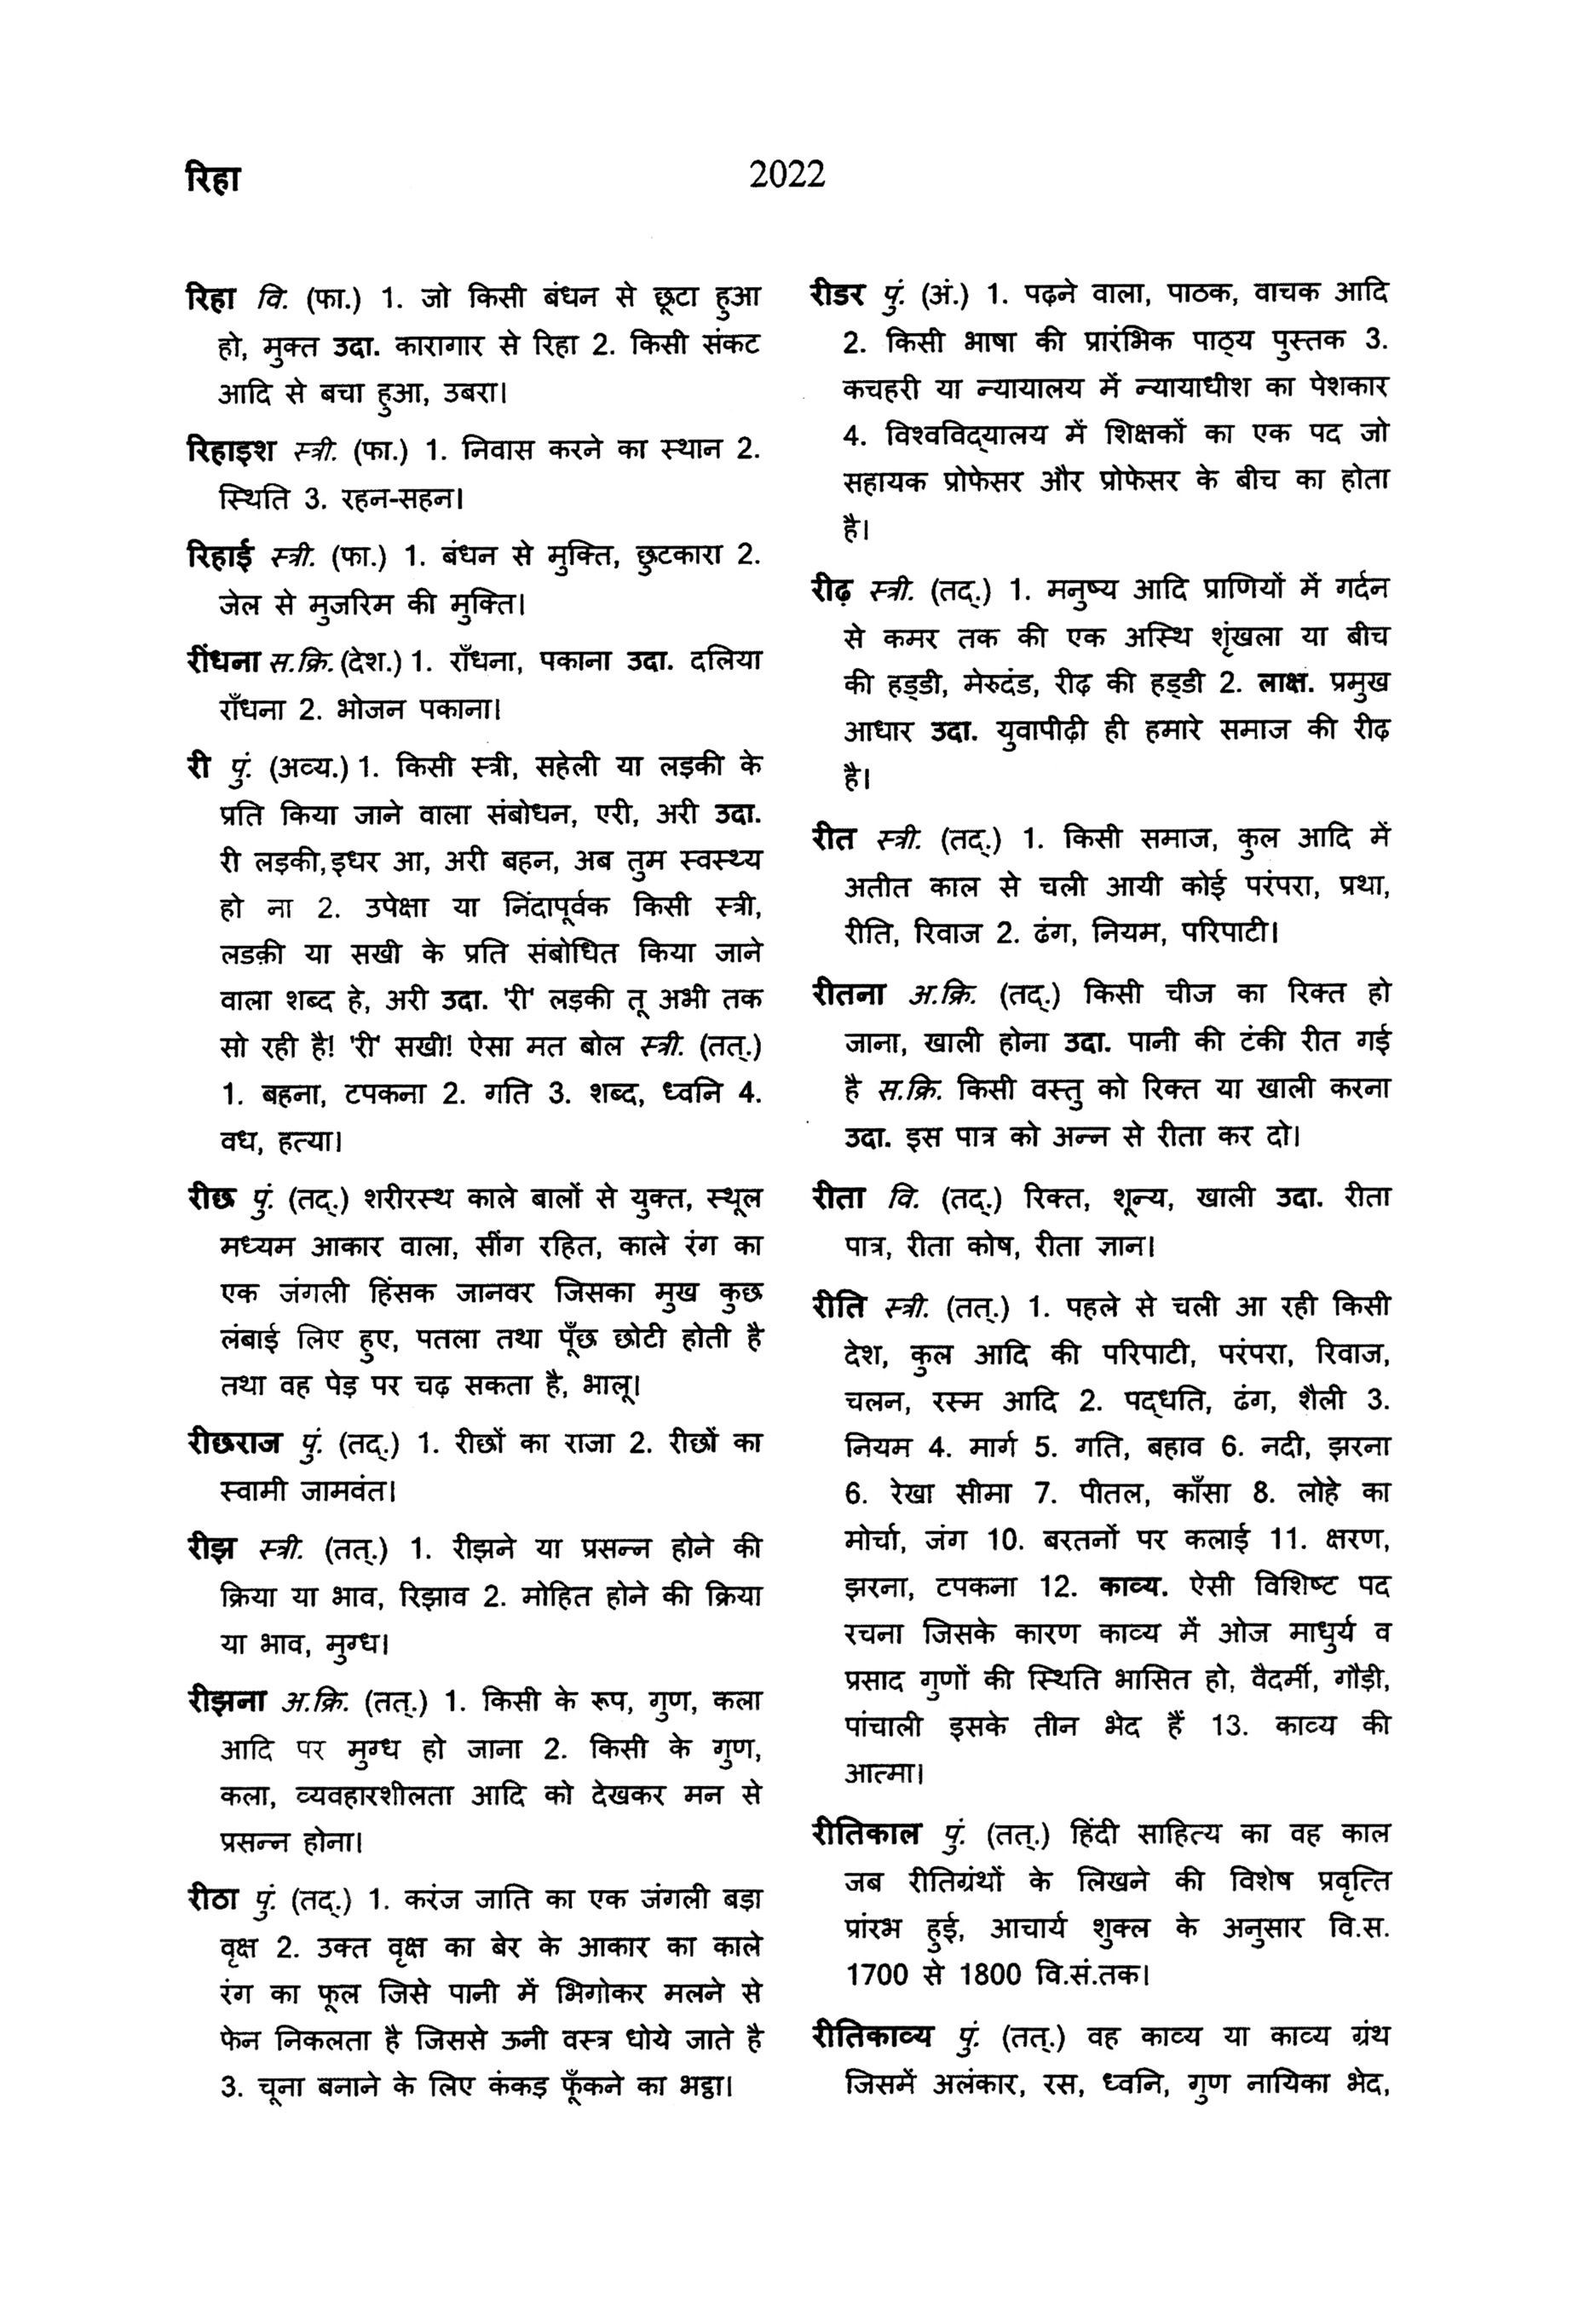 रिहा
2022
रिहा वि. (फा.) 1. जो किसी बंधन से छूटा हुआ
हो, मुक्त उदा. कारागार से रिहा 2. किसी संकट
आदि से बचा हुआ, उबरा।
रिहाइश स्त्री. (फा.) 1. निवास करने का स्थान 2.
स्थिति 3. रहन-सहन।
रिहाई स्त्री. (फा.) 1. बंधन से मुक्ति, छुटकारा 2.
जेल से मुजरिम की मुक्ति।
रींधना स.क्रि. (देश.) 1. राँधना, पकाना उदा. दलिया
राँधना 2. भोजन पकाना।
री पुं. (अव्य.) 1. किसी स्त्री, सहेली या लड़की के
प्रति किया जाने वाला संबोधन, एरी, अरी उदा.
री लड़की,इधर आ, अरी बहन, अब तुम स्वस्थ्य
हो ना 2. उपेक्षा या निंदापूर्वक किसी स्त्री,
लडक़ी या सखी के प्रति संबोधित किया जाने
वाला शब्द हे, अरी उदा. 'री' लड़की तू अभी तक
सो रही है! 'री' सखी! ऐसा मत बोल स्त्री. (तत्.)
1. बहना, टपकना 2. गति 3. शब्द, ध्वनि 4.
वध, हत्या।
रीछ पुं. (तद्.) शरीरस्थ काले बालों से युक्त, स्थूल
मध्यम आकार वाला, सींग रहित, काले रंग का
एक जंगली हिंसक जानवर जिसका मुख कुछ
लंबाई लिए हुए, पतला तथा पूँछ छोटी होती है
तथा वह पेड़ पर चढ़ सकता है, भालू।
रीछराज पुं. (तद्.) 1. रीछों का राजा 2. रीछों का
स्वामी जामवंत।
रीझ स्त्री. (तत्.) 1. रीझने या प्रसन्न होने की
क्रिया या भाव, रिझाव 2. मोहित होने की क्रिया
या भाव, मुग्ध।
रीझना अ.क्रि. (तत्.) 1. किसी के रूप, गुण, कला
आदि पर मुग्ध हो जाना 2. किसी के गुण,
कला, व्यवहारशीलता आदि को देखकर मन से
प्रसन्न होना।
रीठा पुं. (तद्.) 1. करंज जाति का एक जंगली बड़ा
वृक्ष 2. उक्त वृक्ष का बेर के आकार का काले
रंग का फूल जिसे पानी में भिगोकर मलने से
फेन निकलता है जिससे ऊनी वस्त्र धोये जाते है
3. चूना बनाने के लिए कंकड़ फूँकने का भट्ठा।
रीडर पुं. (अं.) 1. पढ़ने वाला, पाठक, वाचक आदि
2. किसी भाषा की प्रारंभिक पाठ्य पुस्तक 3.
कचहरी या न्यायालय में न्यायाधीश का पेशकार
4. विश्वविद्यालय में शिक्षकों का एक पद जो
सहायक प्रोफेसर और प्रोफेसर के बीच का होता
है।
रीढ़ स्त्री. (तद्.) 1. मनुष्य आदि प्राणियों में गर्दन
से कमर तक की एक अस्थि शृंखला या बीच
की हड्डी, मेरुदंड, रीढ़ की हड्डी 2. लाक्ष. प्रमुख
आधार उदा. युवापीढ़ी ही हमारे समाज की रीढ़
है।
रीत स्त्री. (तद्.) 1. किसी समाज, कुल आदि में
अतीत काल से चली आयी कोई परंपरा, प्रथा,
रीति, रिवाज 2. ढंग, नियम, परिपाटी।
रीतना अ.क्रि. (तद्.) किसी चीज का रिक्त हो
जाना, खाली होना उदा. पानी की टंकी रीत गई
है स.क्रि. किसी वस्तु को रिक्त या खाली करना
उदा. इस पात्र को अन्न से रीता कर दो।
रीता वि. (तद्.) रिक्त, शून्य, खाली उदा. रीता
पात्र, रीता कोष, रीता ज्ञान।
रीति स्त्री. (तत्.) 1. पहले से चली आ रही किसी
देश, कुल आदि की परिपाटी, परंपरा, रिवाज,
चलन, रस्म आदि 2. पद्धति, ढंग, शैली 3.
नियम 4. मार्ग 5. गति, बहाव 6. नदी, झरना
6. रेखा सीमा 7. पीतल, काँसा 8. लोहे का
मोर्चा, जंग 10. बरतनों पर कलाई 11. क्षरण,
झरना, टपकना 12. काव्य. ऐसी विशिष्ट पद
रचना जिसके कारण काव्य में ओज माधुर्य व
प्रसाद गुणों की स्थिति भासित हो, वैदर्मी, गौड़ी,
पांचाली इसके तीन भेद हैं 13. काव्य की
आत्मा।
रीतिकाल पुं. (तत्.) हिंदी साहित्य का वह काल
जब रीतिग्रंथों के लिखने की विशेष प्रवृत्ति
प्रांरभ हुई, आचार्य शुक्ल के अनुसार वि.स.
1700 से 1800 वि.सं.तक।
रीतिकाव्य पुं. (तत्.) वह काव्य या काव्य ग्रंथ
जिसमें अलंकार, रस, ध्वनि, गुण नायिका भेद,